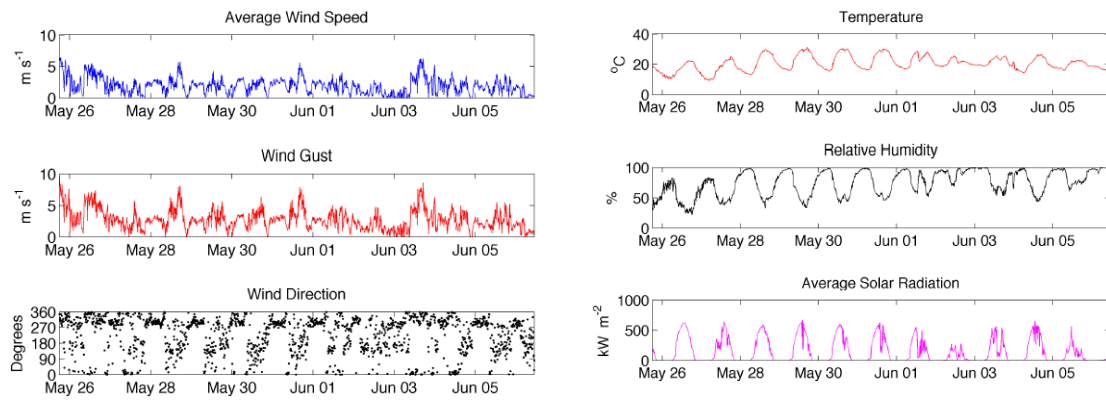 Average Wind Speed
10
5
0
m s⁻¹
May 26 May 28 May 30 Jun 01 Jun 03 Jun 05
Wind Gust
10
5
0
m s⁻¹
May 26 May 28 May 30 Jun 01 Jun 03 Jun 05
Wind Direction
360
270
180
90
0
Degrees
May 26 May 28 May 30 Jun 01 Jun 03 Jun 05
Temperature
40
20
0
°C
May 26 May 28 May 30 Jun 01 Jun 03 Jun 05
Relative Humidity
100
50
0
%
May 26 May 28 May 30 Jun 01 Jun 03 Jun 05
Average Solar Radiation
1000
500
0
kW m⁻²
May 26 May 28 May 30 Jun 01 Jun 03 Jun 05